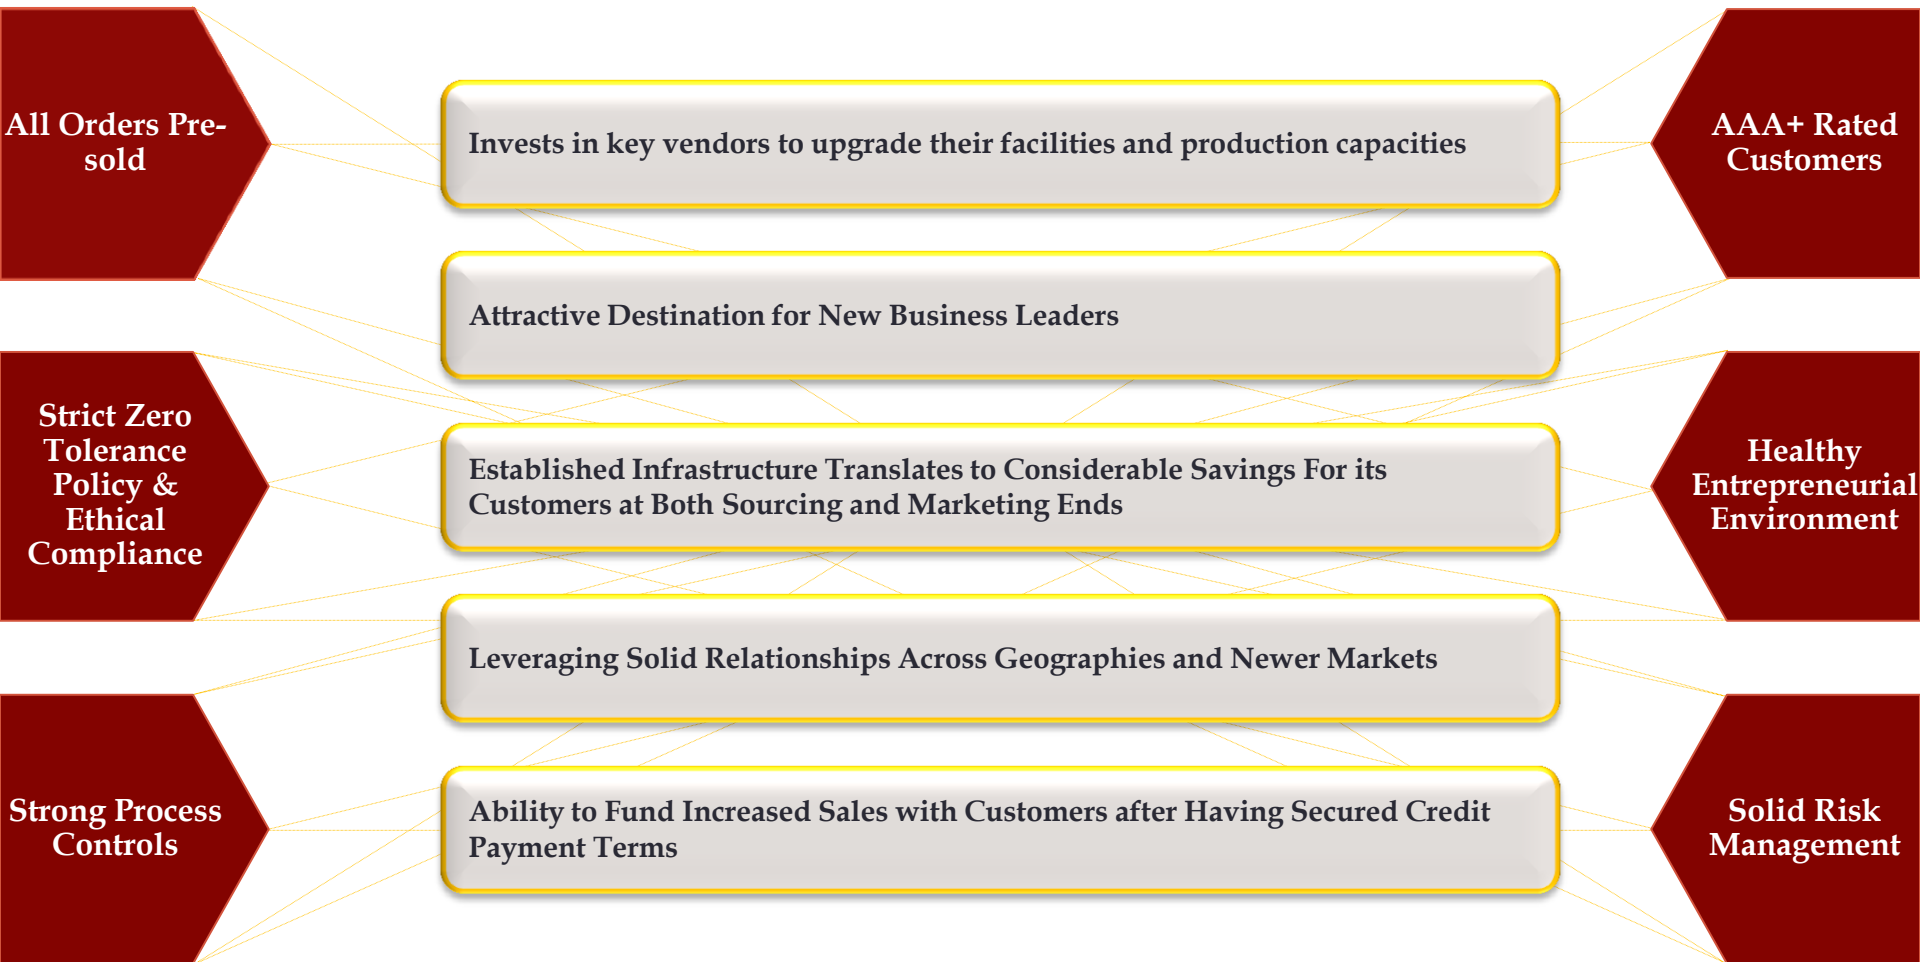 All Orders Pre-
sold
Strict Zero
Tolerance
Policy &
Ethical
Compliance
Strong Process
Controls
Invests in key vendors to upgrade their facilities and production capacities
Attractive Destination for New Business Leaders
Established Infrastructure Translates to Considerable Savings For its
Customers at Both Sourcing and Marketing Ends
Leveraging Solid Relationships Across Geographies and Newer Markets
Ability to Fund Increased Sales with Customers after Having Secured Credit
Payment Terms
AAA+ Rated
Customers
Healthy
Entrepreneurial
Environment
Solid Risk
Management